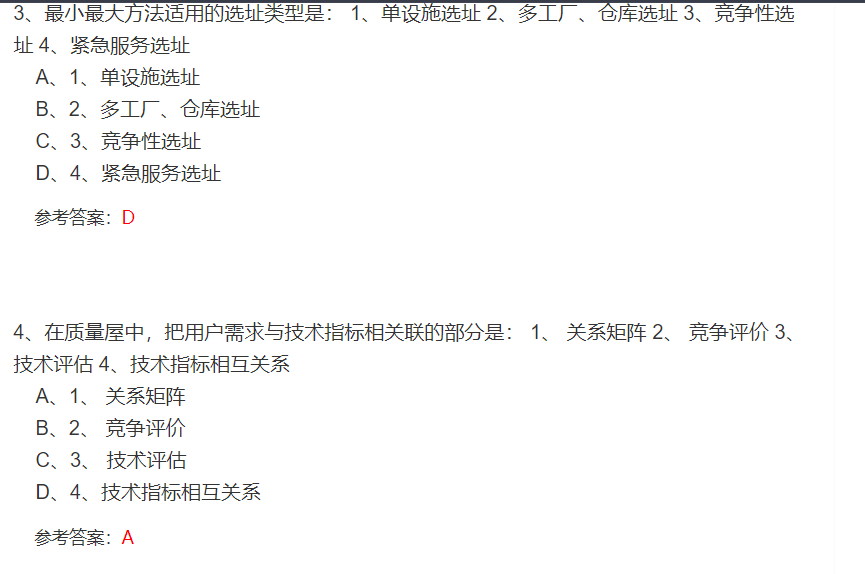 3、最小最大方法适用的选址类型是： 1、单设施选址 2、多工厂、仓库选址 3、竞争性选
址 4、紧急服务选址
A、1、单设施选址
B、2、多工厂、仓库选址
C、3、竞争性选址
D、4、紧急服务选址
参考答案：D
4、在质量屋中，把用户需求与技术指标相关联的部分是： 1、 关系矩阵 2、 竞争评价 3、
技术评估 4、技术指标相互关系
A、1、 关系矩阵
B、2、 竞争评价
C、3、 技术评估
D、4、技术指标相互关系
参考答案：A